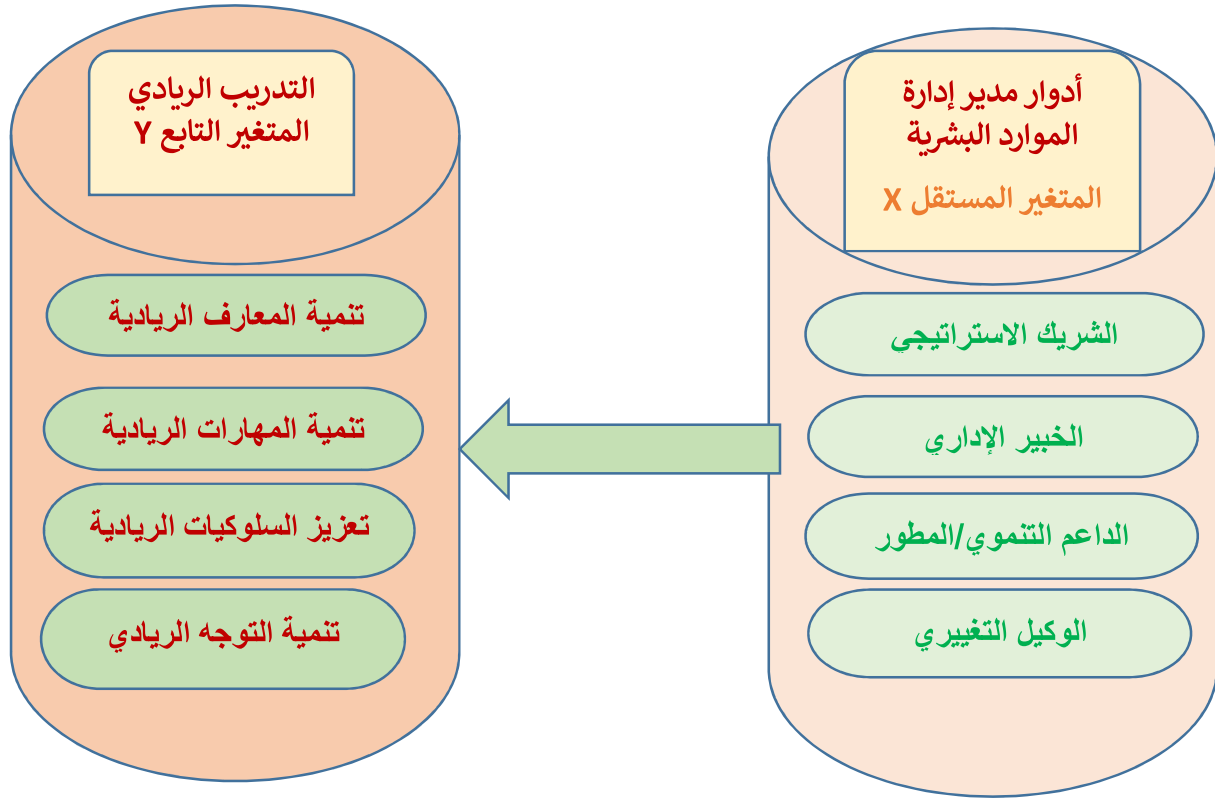 أدوار مدير إدارة
الموارد البشرية
المتغير المستقل X
الشريك الاستراتيجي
الخبير الإداري
الداعم التنموي/المطور
الوكيل التغييري
التدريب الريادي
المتغير التابع Y
تنمية المعارف الريادية
تنمية المهارات الريادية
تعزيز السلوكيات الريادية
تنمية التوجه الريادي